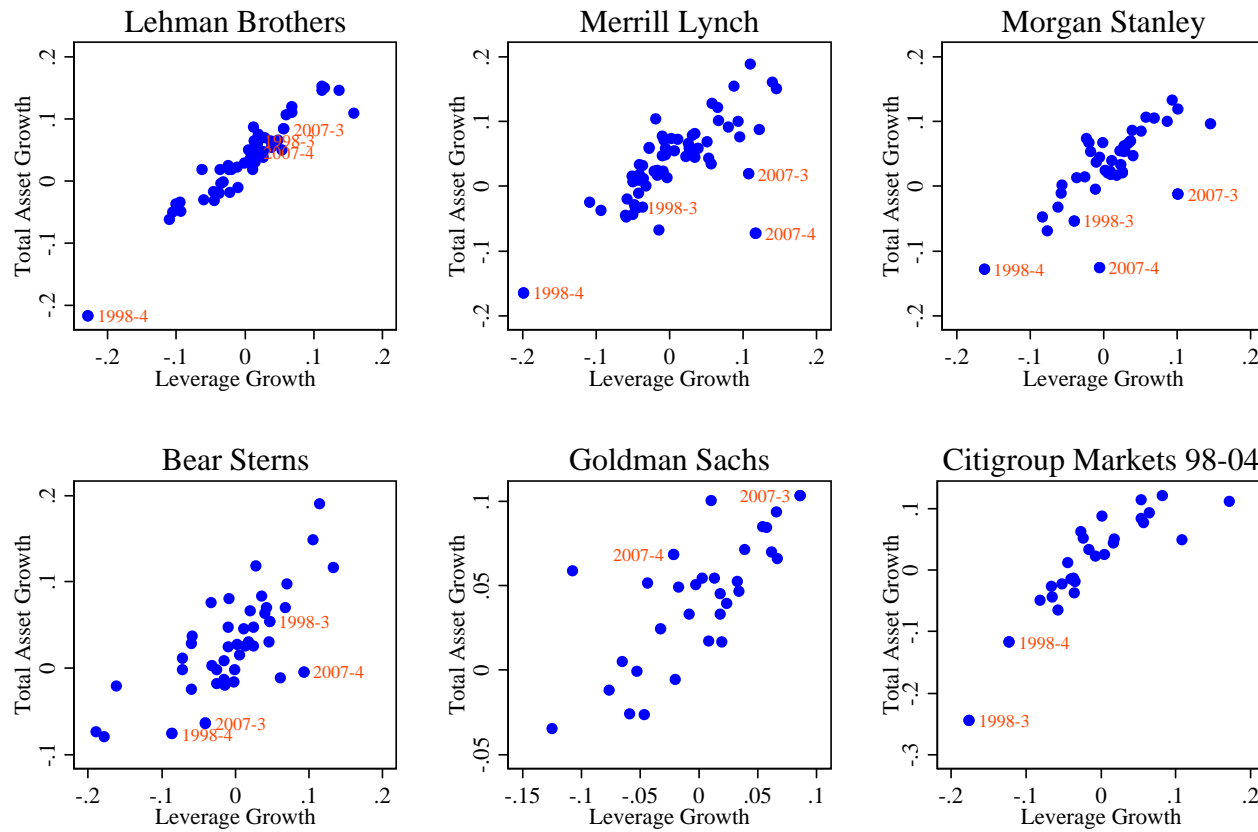 Lehman Brothers
Total Asset Growth
.2
.1
0
-.1
-.2
2007-3
1998-3
2007-4
1998-4
-.2 -.1 0 .1 .2
Leverage Growth
Merrill Lynch
Total Asset Growth
.2
.1
0
-.1
-.2
2007-3
1998-3
2007-4
1998-4
-.2 -.1 0 .1 .2
Leverage Growth
Morgan Stanley
Total Asset Growth
.2
.1
0
-.1
-.2
2007-3
1998-3
1998-4
2007-4
-.2 -.1 0 .1 .2
Leverage Growth
Bear Sterns
Total Asset Growth
.2
.1
0
-.1
1998-3
2007-4
2007-3
1998-4
-.2 -.1 0 .1 .2
Leverage Growth
Goldman Sachs
Total Asset Growth
.1
.05
0
-.05
2007-3
2007-4
-.15 -.1 -.05 0 .05 .1
Leverage Growth
Citigroup Markets 98-04
Total Asset Growth
.1
0
-.1
-.2
-.3
1998-4
1998-3
-.2 -.1 0 .1 .2
Leverage Growth